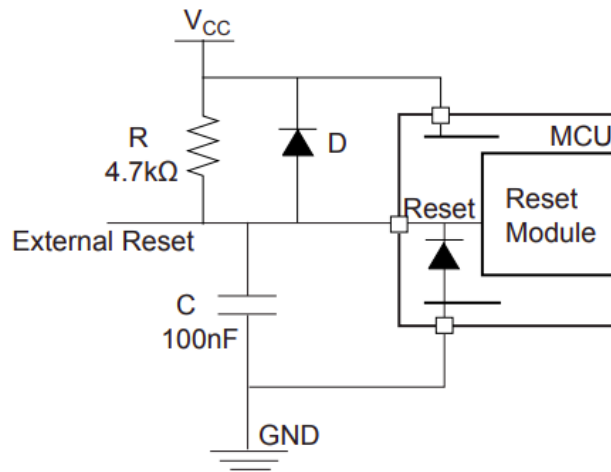 VCC
R
4.7kΩ
D
MCU
Reset
Reset
Module
External Reset
C
100nF
GND